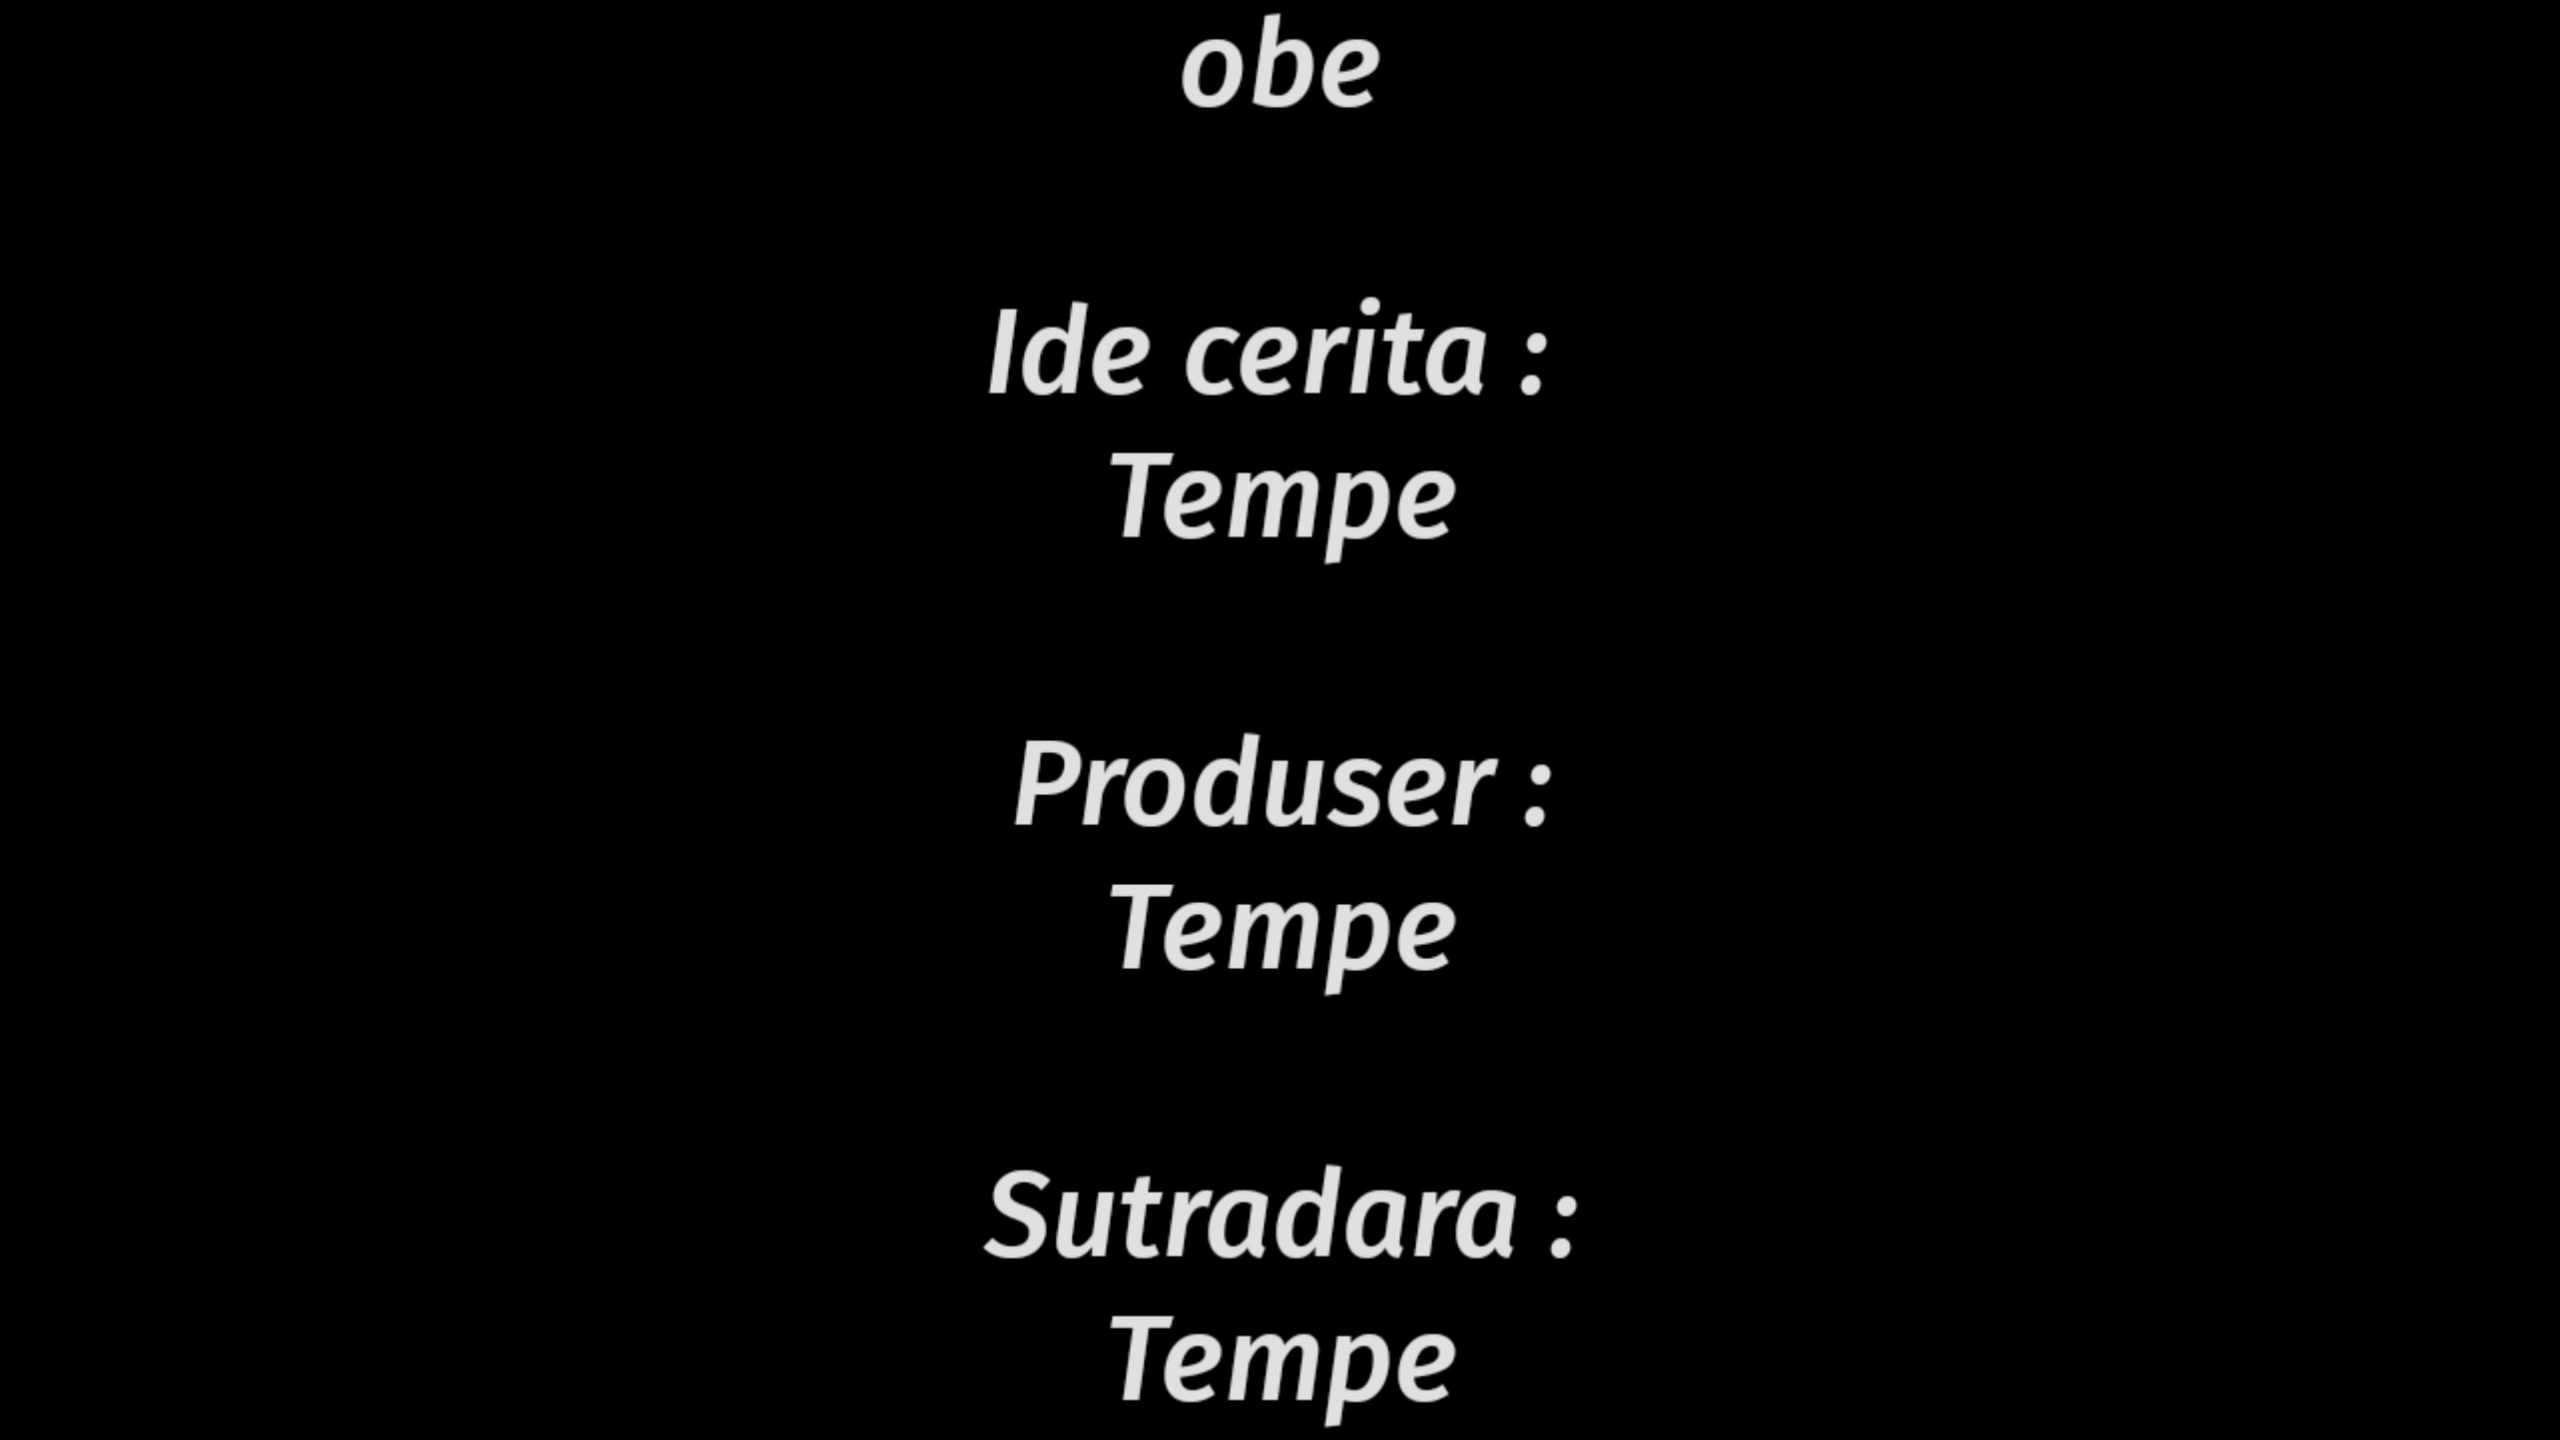 obe
Ide cerita :
Tempe
Produser :
Tempe
Sutradara :
Tempe